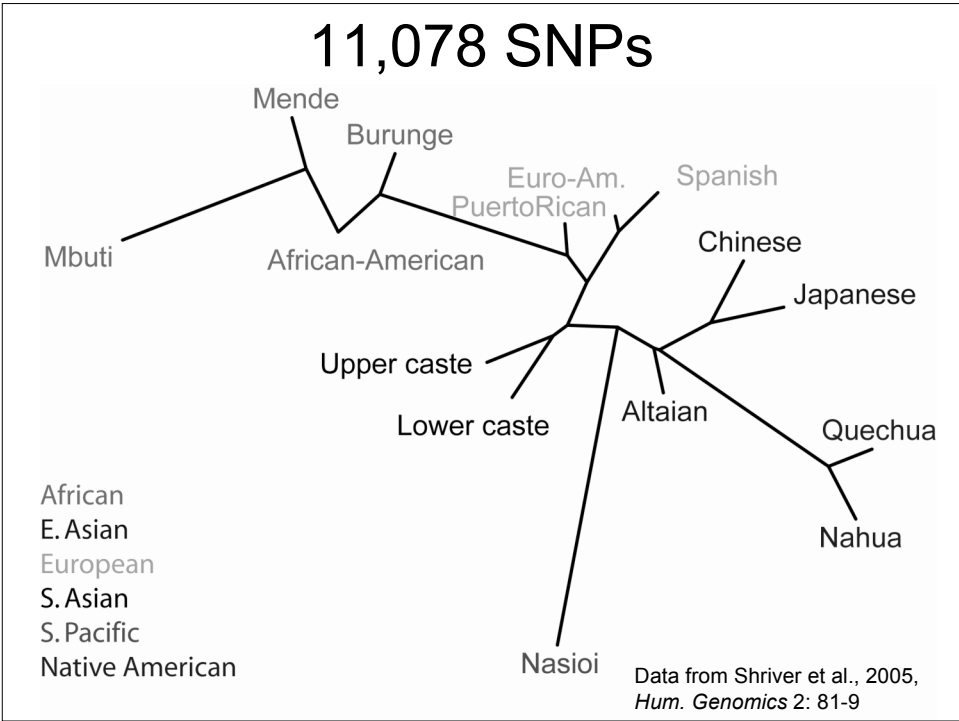 11,078 SNPs
Mende
Burunge
Euro-Am.
Spanish
PuertoRican
Mbuti
African-American
Chinese
Japanese
Upper caste
Lower caste
Altaian
Quechua
Nahua
African
E. Asian
European
S. Asian
S. Pacific
Native American
Nasioi
Data from Shriver et al., 2005,
Hum. Genomics 2: 81-9